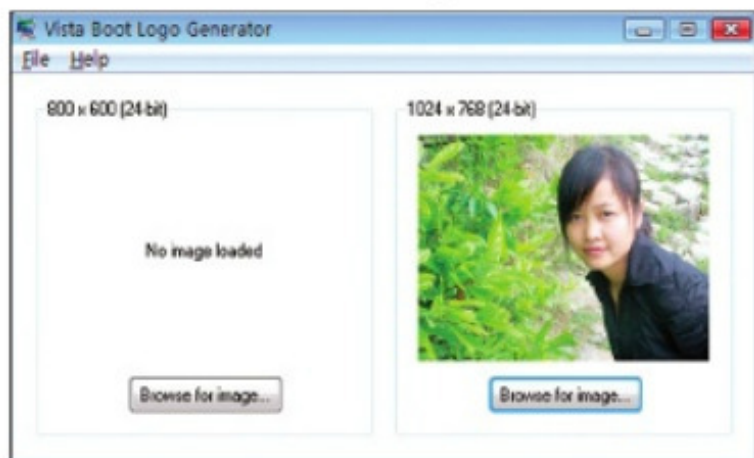 Vista Boot Logo Generator
File Help
800 x 600 (24-bit)
1024 x 768 (24-bit)
No image loaded
Browse for image...
Browse for image...